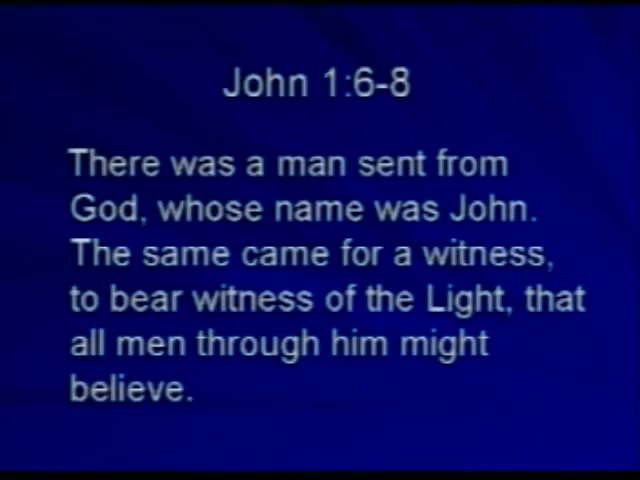 John 1:6-8
There was a man sent from
God, whose name was John.
The same came for a witness,
to bear witness of the Light, that
all men through him might
believe.